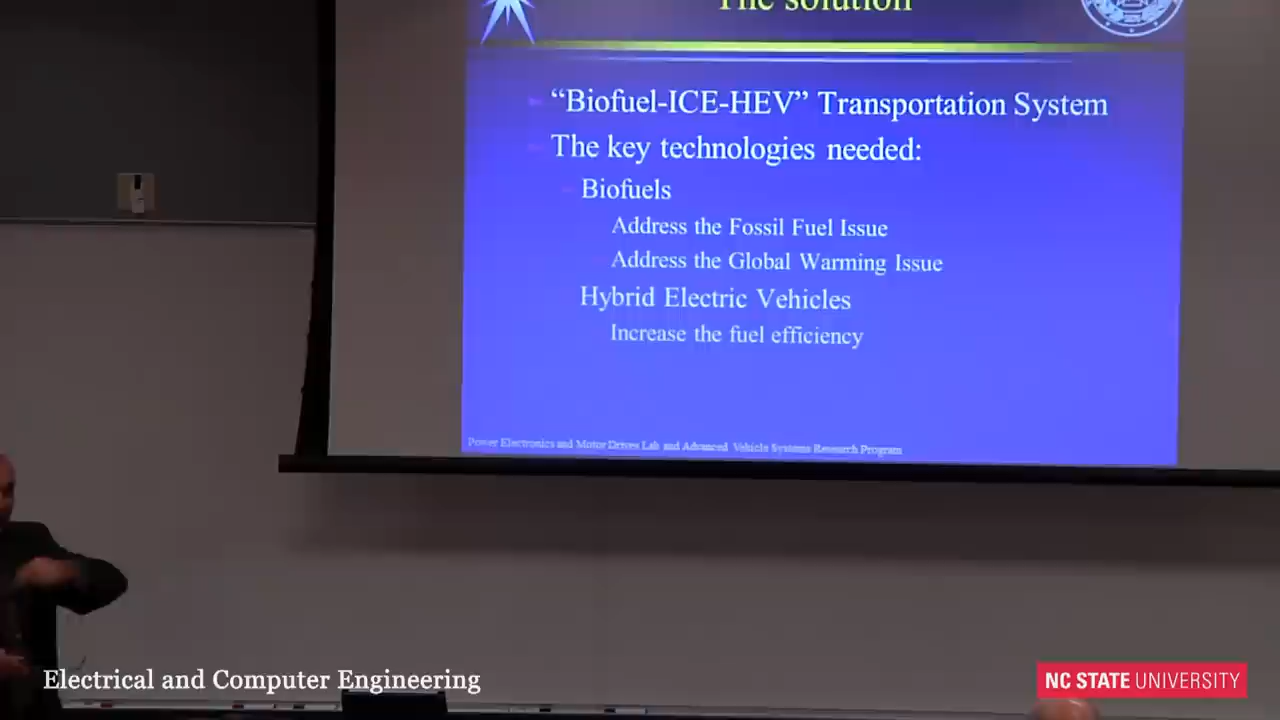 The solution
“Biofuel-ICE-HEV” Transportation System
The key technologies needed:
Biofuels
Address the Fossil Fuel Issue
Address the Global Warming Issue
Hybrid Electric Vehicles
Increase the fuel efficiency
Power Electronics and Motor Drives Lab and Advanced Vehicle Systems Research Program
Electrical and Computer Engineering
NC STATE UNIVERSITY